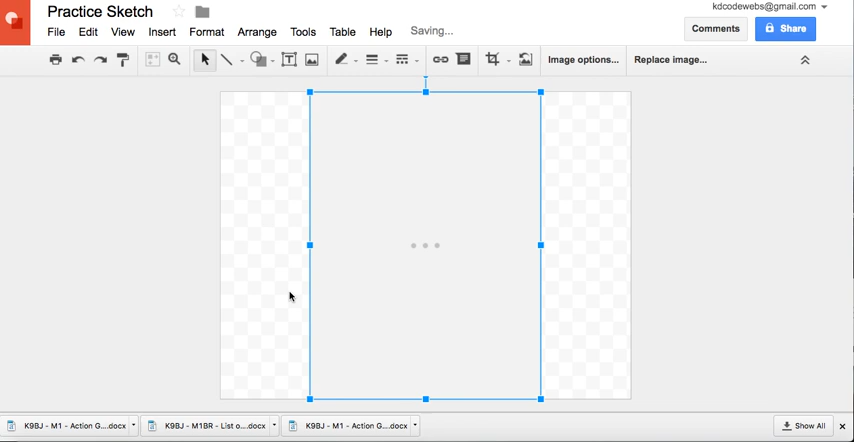 Practice Sketch
kdcodewebs@gmail.com
File Edit View Insert Format Arrange Tools Table Help Saving...
Comments
Share
Image options...
Replace image...
K9BJ - M1 - Action G....docx
K9BJ - M1BR - List o....docx
K9BJ - M1 - Action G....docx
Show All